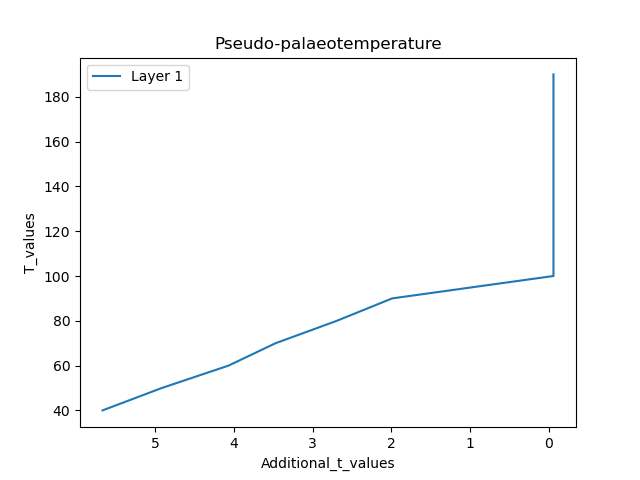 Pseudo-palaeotemperature
Layer 1
T_values
180
160
140
120
100
80
60
40
5 4 3 2 1 0
Additional_t_values